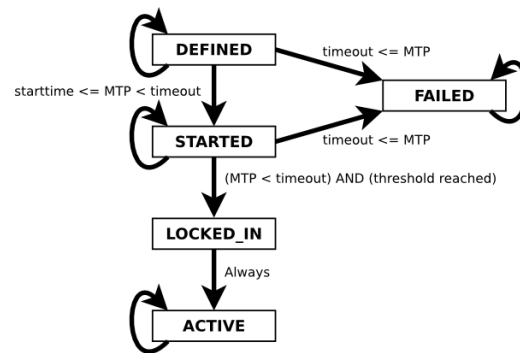 DEFINED
timeout <= MTP
FAILED
starttime <= MTP < timeout
STARTED
timeout <= MTP
(MTP < timeout) AND (threshold reached)
LOCKED_IN
Always
ACTIVE